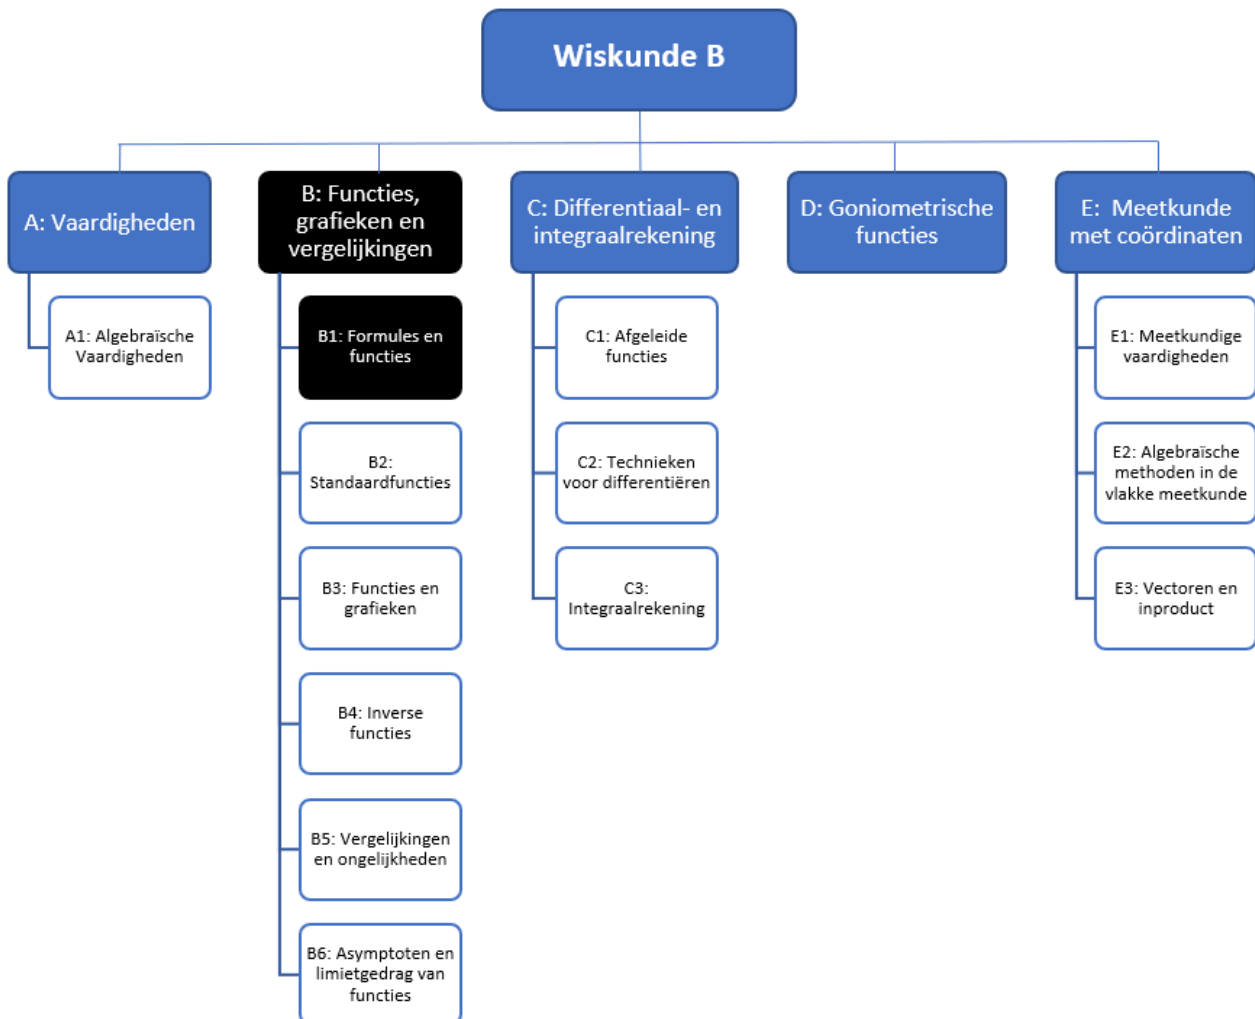 Wiskunde B
A: Vaardigheden
B: Functies,
grafieken en
vergelijkingen
C: Differentiaal- en
integraalrekening
D: Goniometrische
functies
E: Meetkunde
met coördinaten
A1: Algebraïsche
Vaardigheden
B1: Formules en
functies
B2:
Standaardfuncties
B3: Functies en
grafieken
B4: Inverse
functies
B5: Vergelijkingen
en ongelijkheden
B6: Asymptoten en
limietgedrag van
functies
C1: Afgeleide
functies
C2: Technieken
voor differentiëren
C3:
Integraalrekening
E1: Meetkundige
vaardigheden
E2: Algebraïsche
methoden in de
vlakke meetkunde
E3: Vectoren en
inproduct